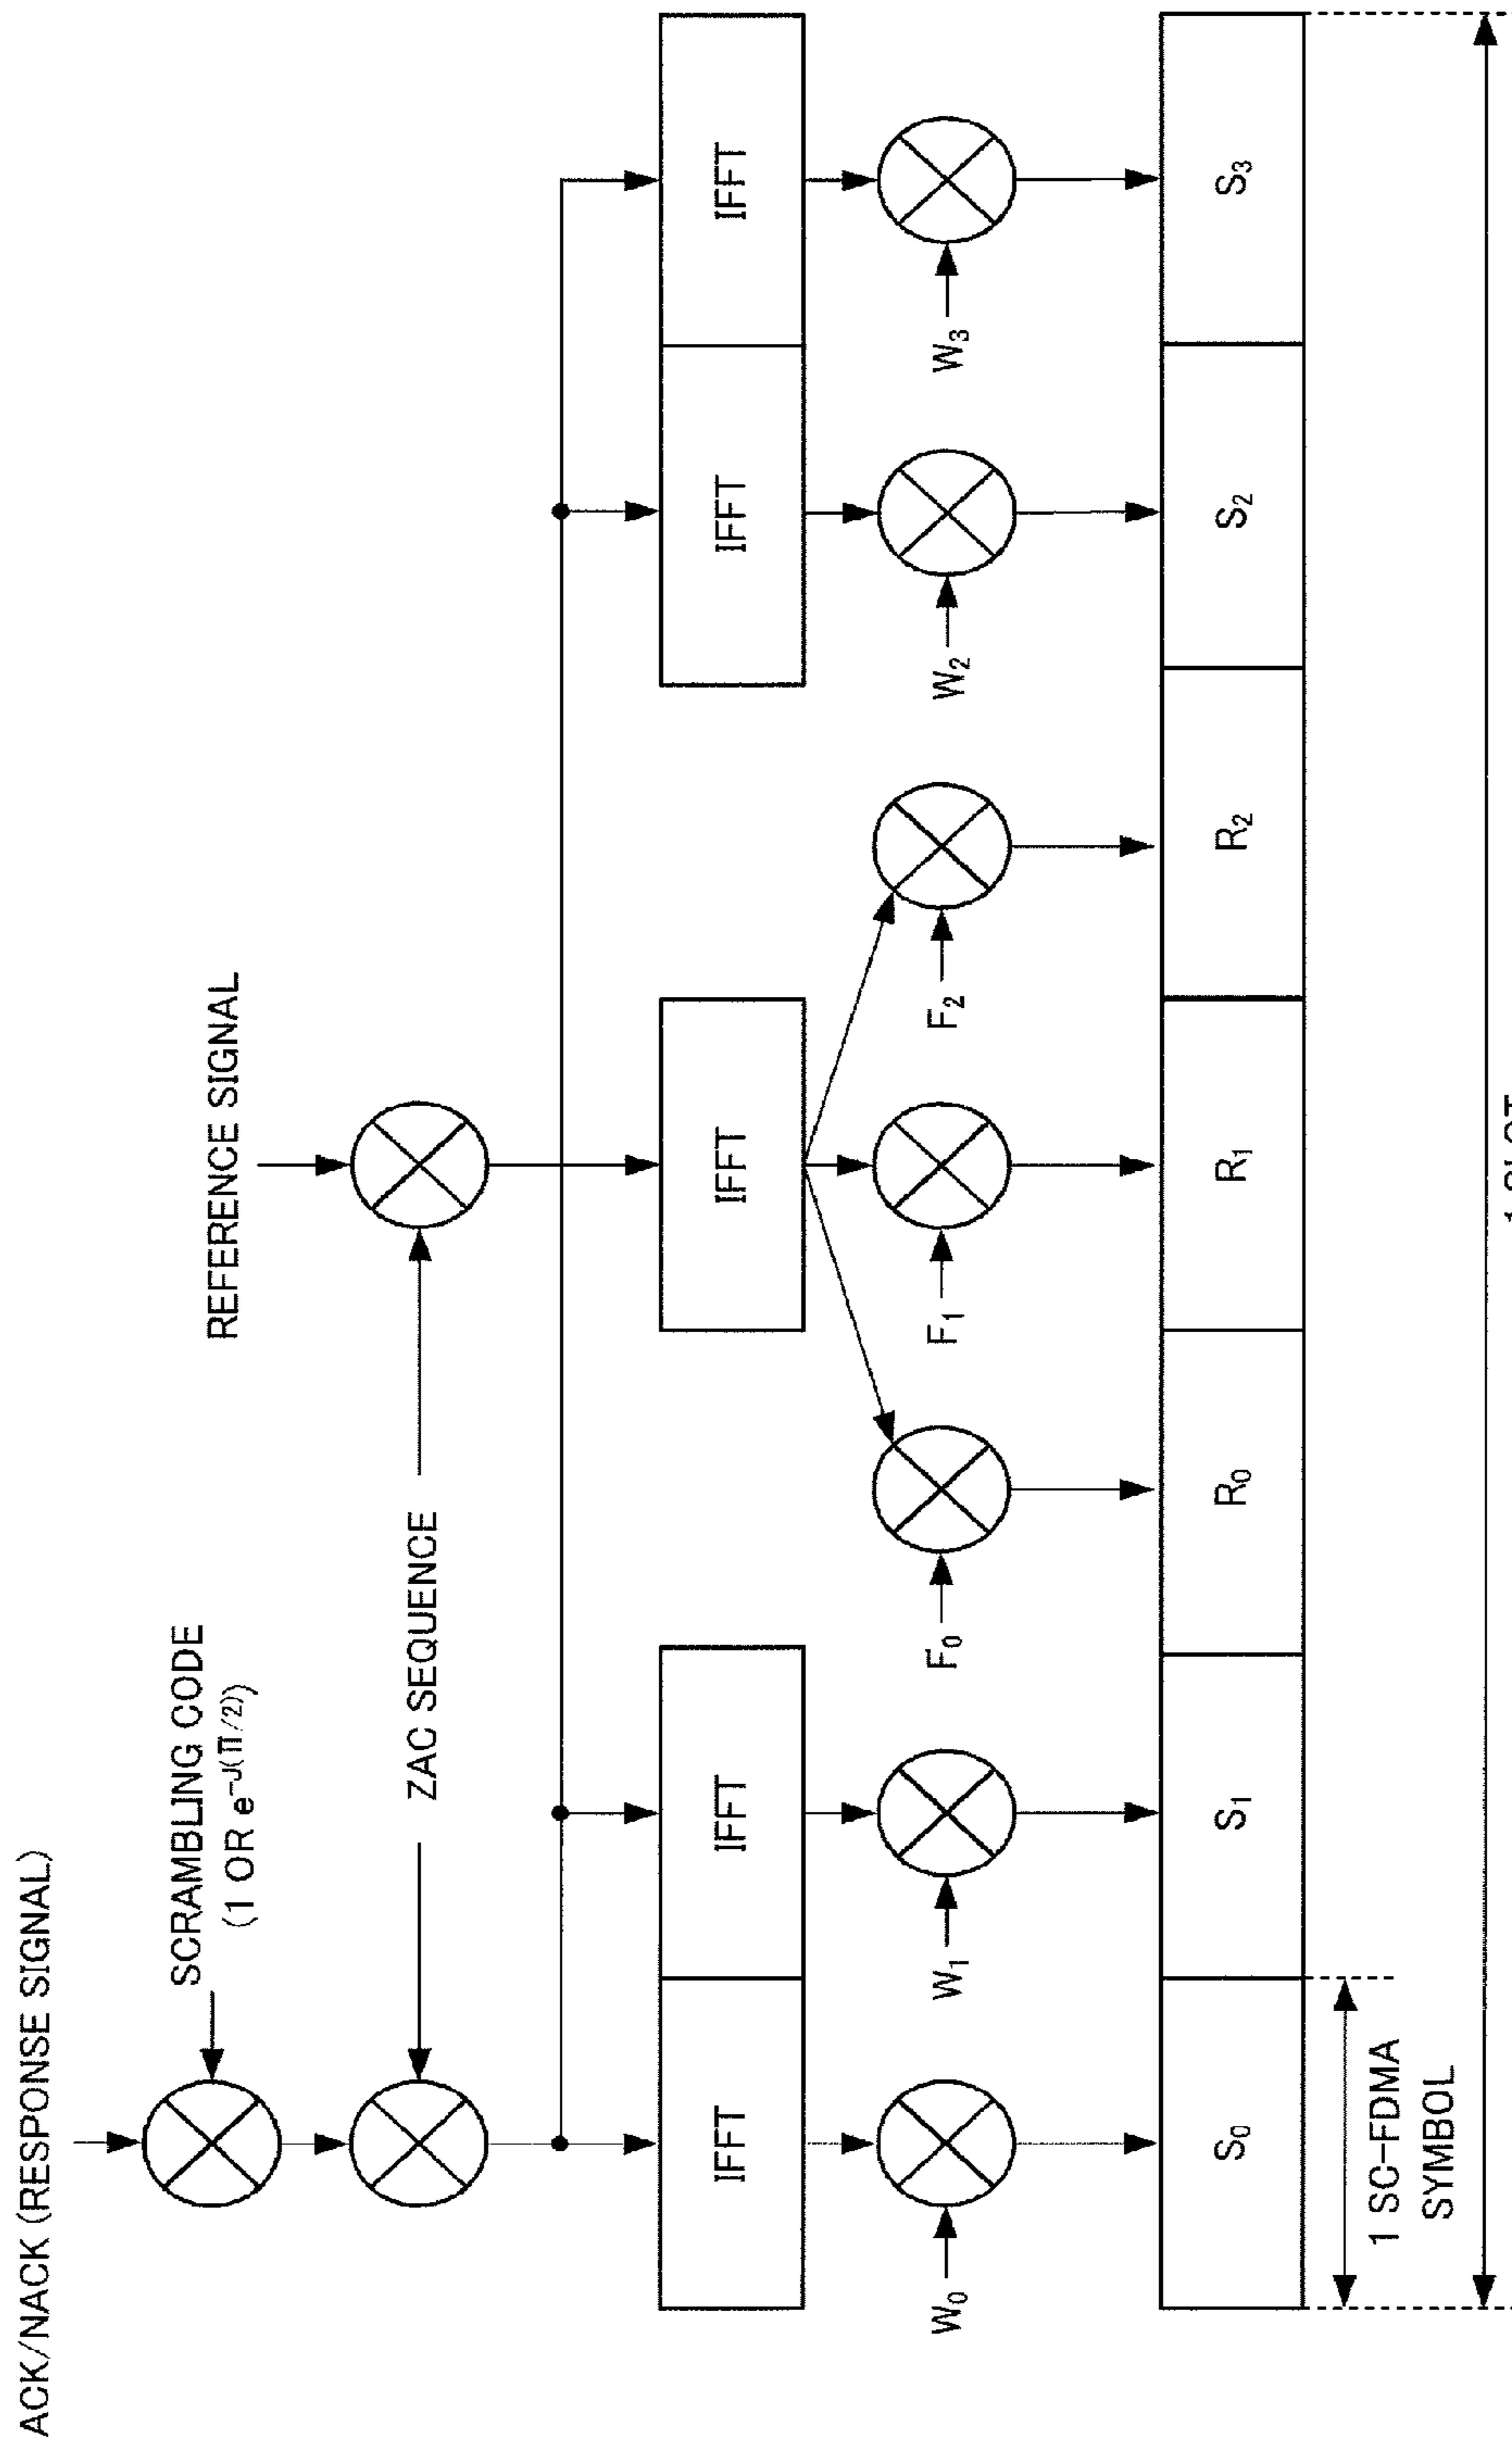 ACK/NACK (RESPONSE SIGNAL)
SCRAMBLING CODE
(1 OR e^-J(π/2))
REFERENCE SIGNAL
ZAC SEQUENCE
IFFT
IFFT
IFFT
IFFT
IFFT
W₀
W₁
F₀
F₁
F₂
W₂
W₃
S₀
S₁
R₀
R₁
R₂
S₂
S₃
1 SC-FDMA
SYMBOL